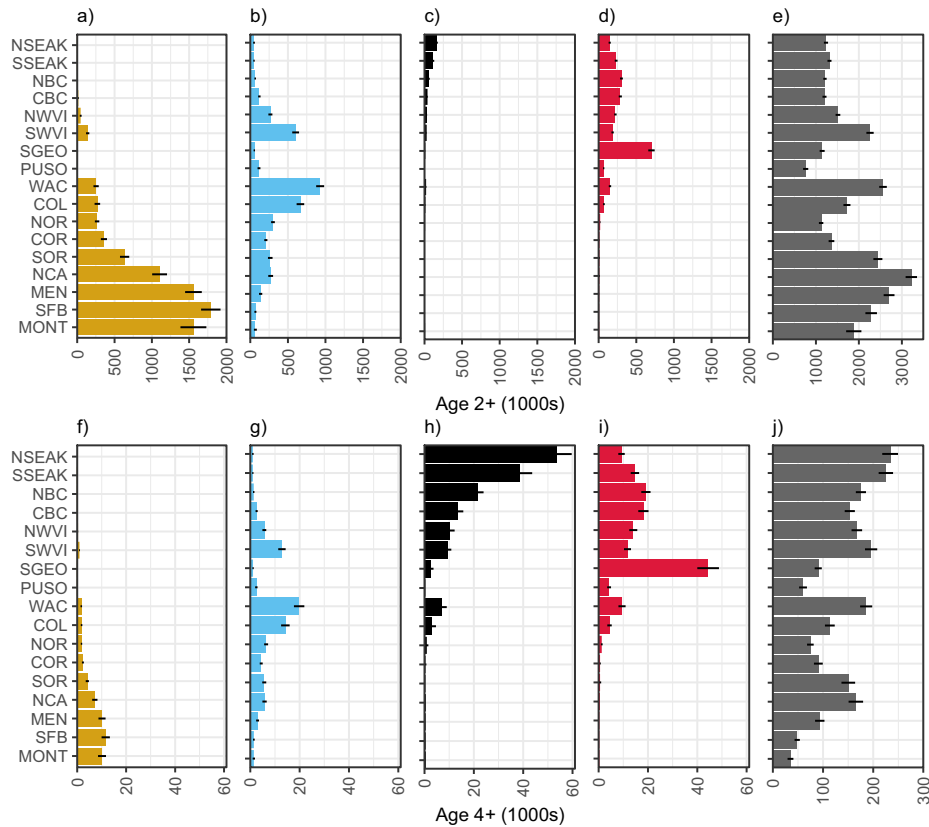 a) b) c) d) e)
NSEAK
SSEAK
NBC
CBC
NWVI
SWVI
SGEO
PUSO
WAC
COL
NOR
COR
SOR
NCA
MEN
SFB
MONT
0 500 1000 1500 2000 0 500 1000 1500 2000 0 500 1000 1500 2000 0 500 1000 1500 2000 0 1000 2000 3000
Age 2+ (1000s)
f) g) h) i) j)
NSEAK
SSEAK
NBC
CBC
NWVI
SWVI
SGEO
PUSO
WAC
COL
NOR
COR
SOR
NCA
MEN
SFB
MONT
0 20 40 60 0 20 40 60 0 20 40 60 0 20 40 60 0 100 200 300
Age 4+ (1000s)